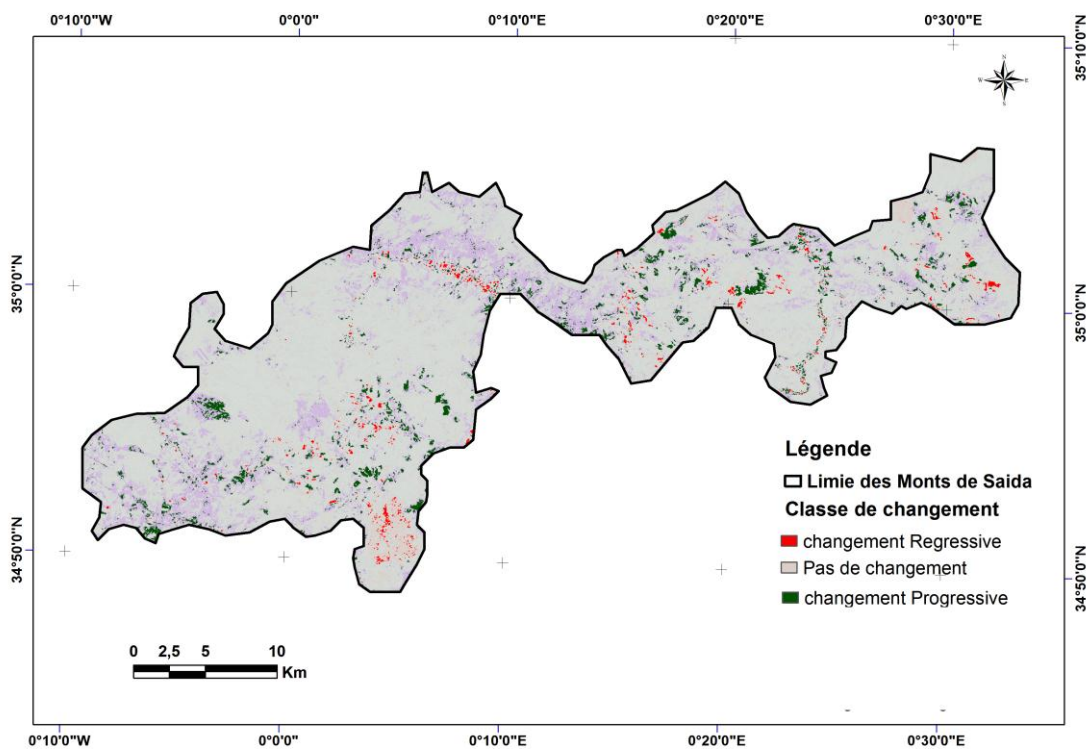 0°10'0"W 0°0'0" 0°10'0"E 0°20'0"E 0°30'0"E
35°10'0"N
N
W E
S
35°0'0"N
35°0'0"N
Légende
Limie des Monts de Saida
Classe de changement
changement Regressive
Pas de changement
changement Progressive
34°50'0"N
34°50'0"N
0 2,5 5 10
Km
0°10'0"W 0°0'0" 0°10'0"E 0°20'0"E 0°30'0"E